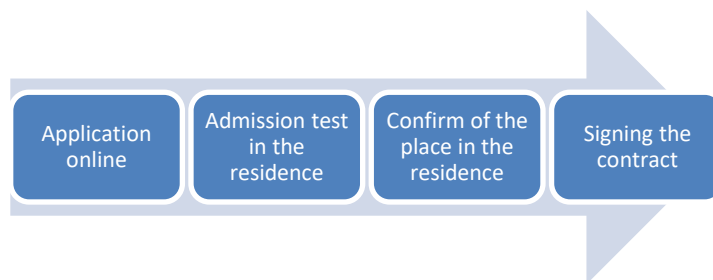 Application
online
Admission test
in the
residence
Confirm of the
place in the
residence
Signing the
contract